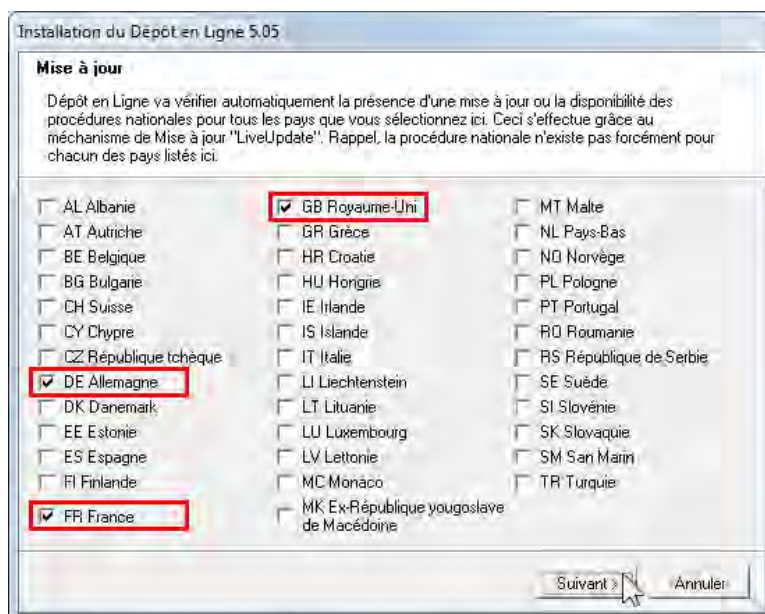 Installation du Dépôt en Ligne 5.05
Mise à jour
Dépôt en Ligne va vérifier automatiquement la présence d'une mise à jour ou la disponibilité des
procédures nationales pour tous les pays que vous sélectionnez ici. Ceci s'effectue grâce au
méchanisme de Mise à jour "LiveUpdate". Rappel, la procédure nationale n'existe pas forcément pour
chacun des pays listés ici.
AL Albanie
AT Autriche
BE Belgique
BG Bulgarie
CH Suisse
CY Chypre
CZ République tchèque
DE Allemagne
DK Danemark
EE Estonie
ES Espagne
FI Finlande
FR France
GB Royaume-Uni
GR Grèce
HR Croatie
HU Hongrie
IE Irlande
IS Islande
IT Italie
LI Liechtenstein
LT Lituanie
LU Luxembourg
LV Lettonie
MC Monaco
MK Ex-République yougoslave
de Macédoine
MT Malte
NL Pays-Bas
NO Norvège
PL Pologne
PT Portugal
RO Roumanie
RS République de Serbie
SE Suède
SI Slovénie
SK Slovaquie
SM San Marin
TR Turquie
Suivant >
Annuler